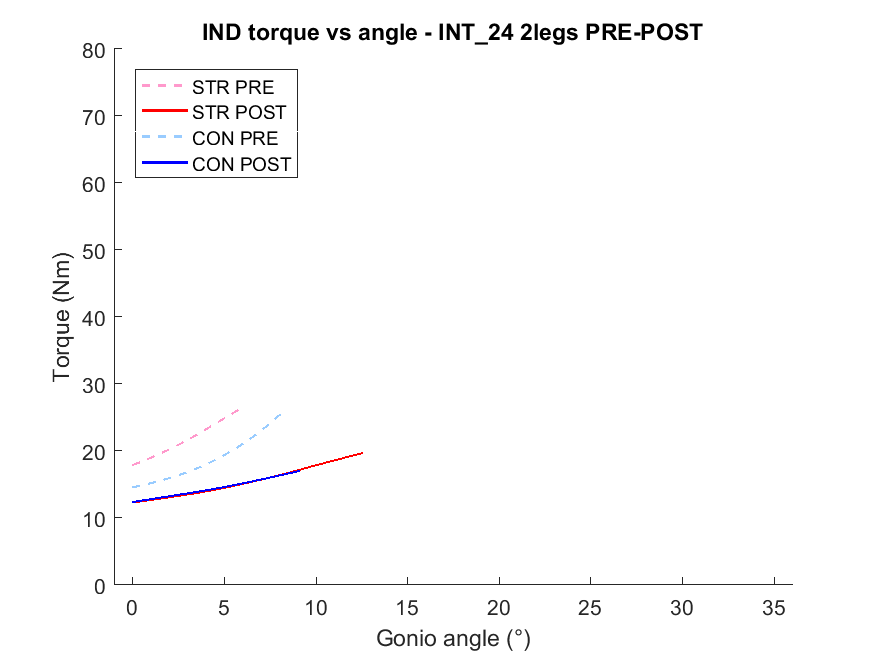 IND torque vs angle - INT_24 2legs PRE-POST
STR PRE
STR POST
CON PRE
CON POST
Torque (Nm)
80
70
60
50
40
30
20
10
0
0 5 10 15 20 25 30 35
Gonio angle (°)